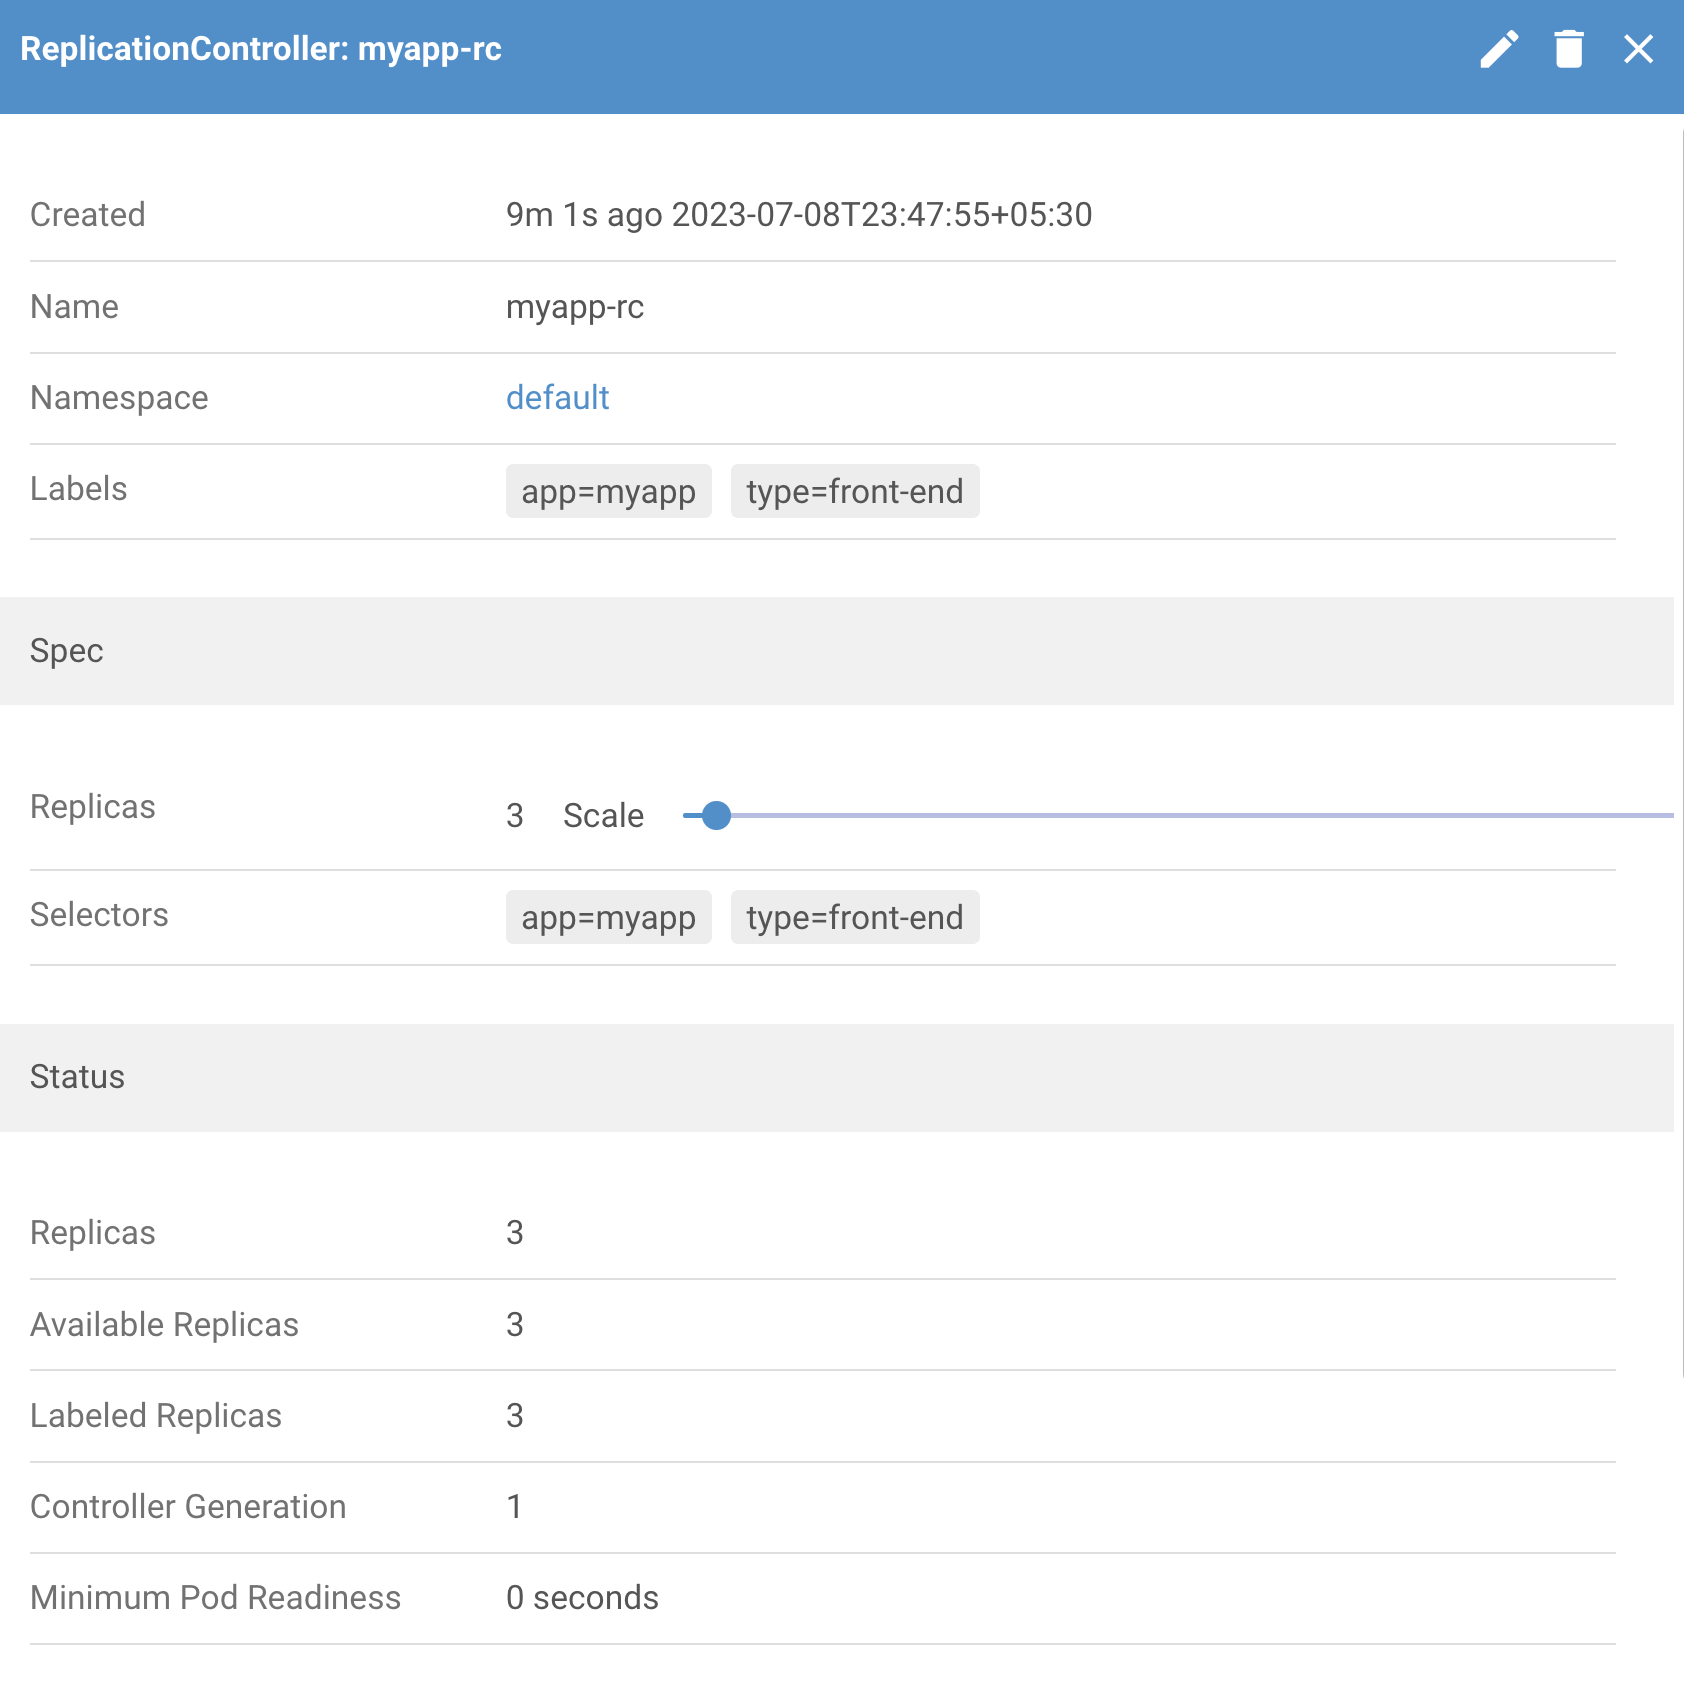 ReplicationController: myapp-rc
Created 9m 1s ago 2023-07-08T23:47:55+05:30
Name myapp-rc
Namespace default
Labels app=myapp type=front-end
Spec
Replicas 3 Scale
Selectors app=myapp type=front-end
Status
Replicas 3
Available Replicas 3
Labeled Replicas 3
Controller Generation 1
Minimum Pod Readiness 0 seconds